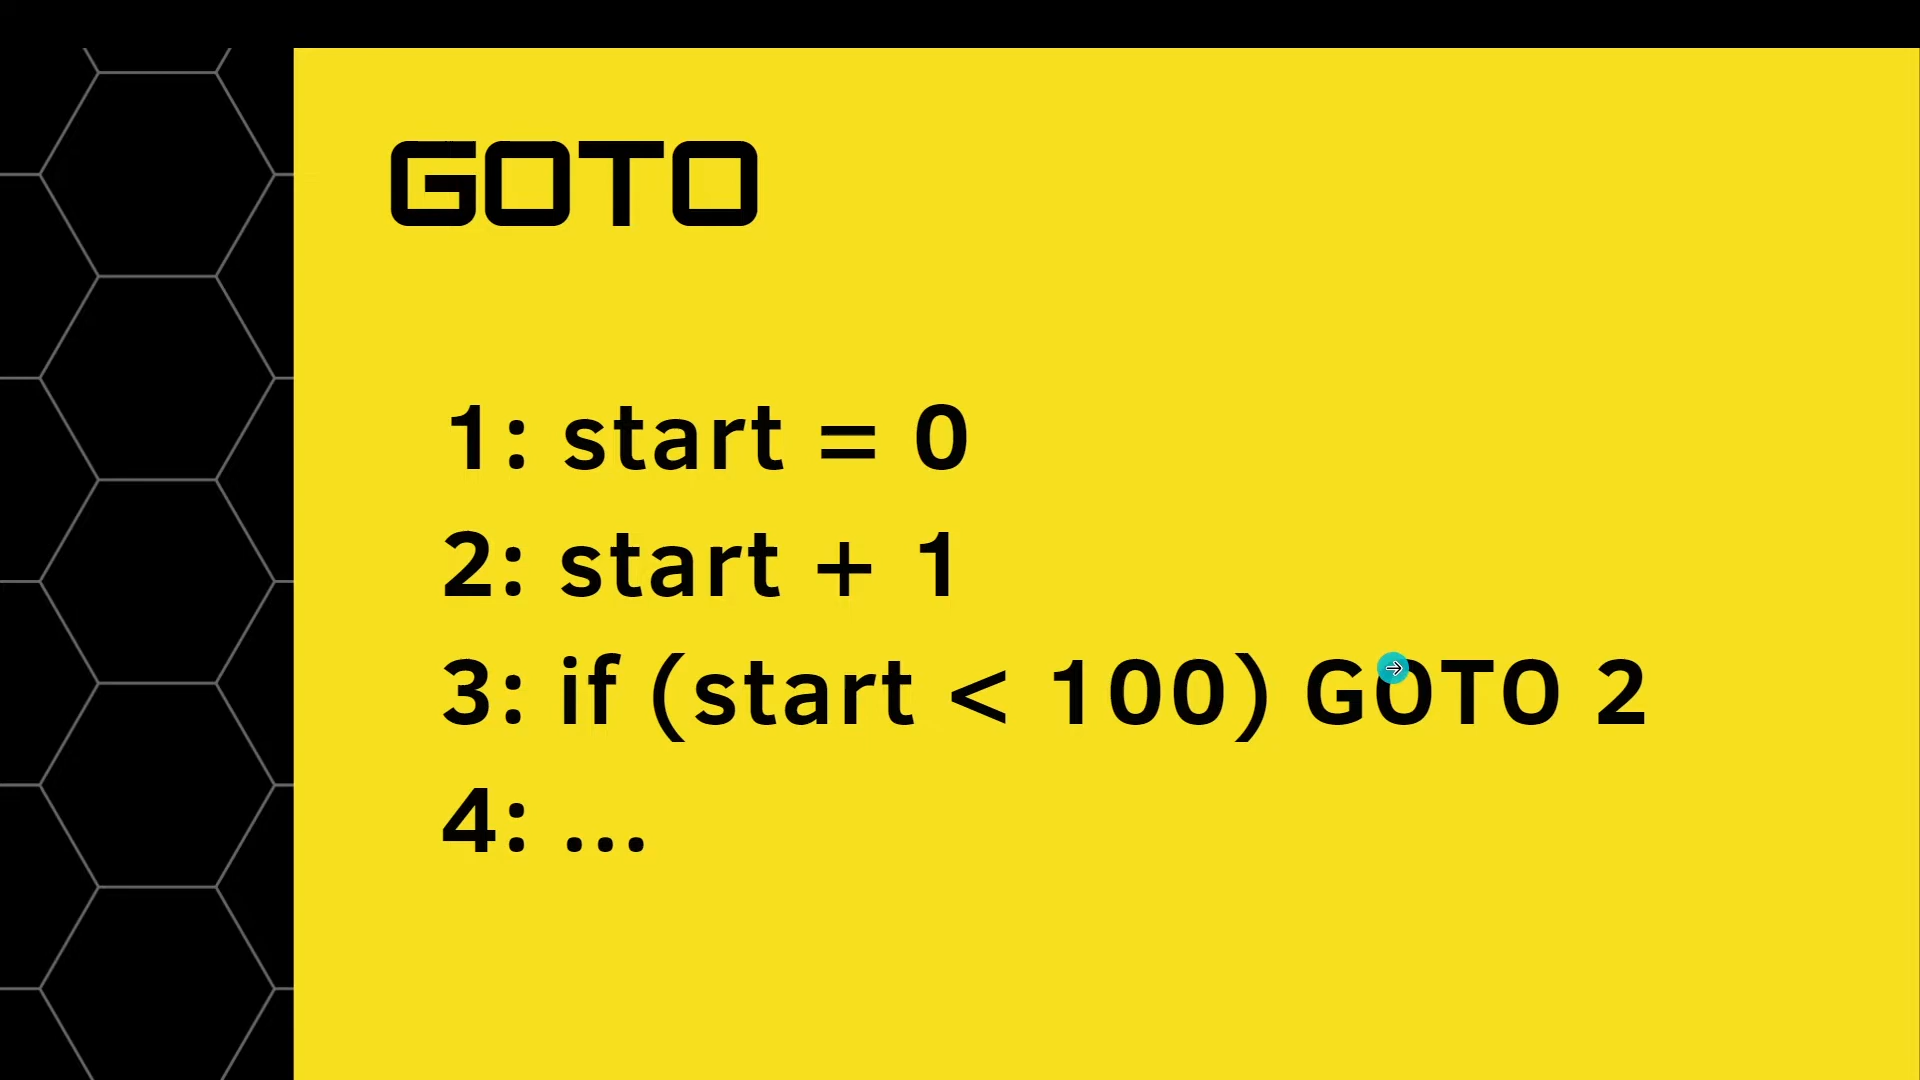 GOTO
1: start = 0
2: start + 1
3: if (start < 100) GOTO 2
4: ...